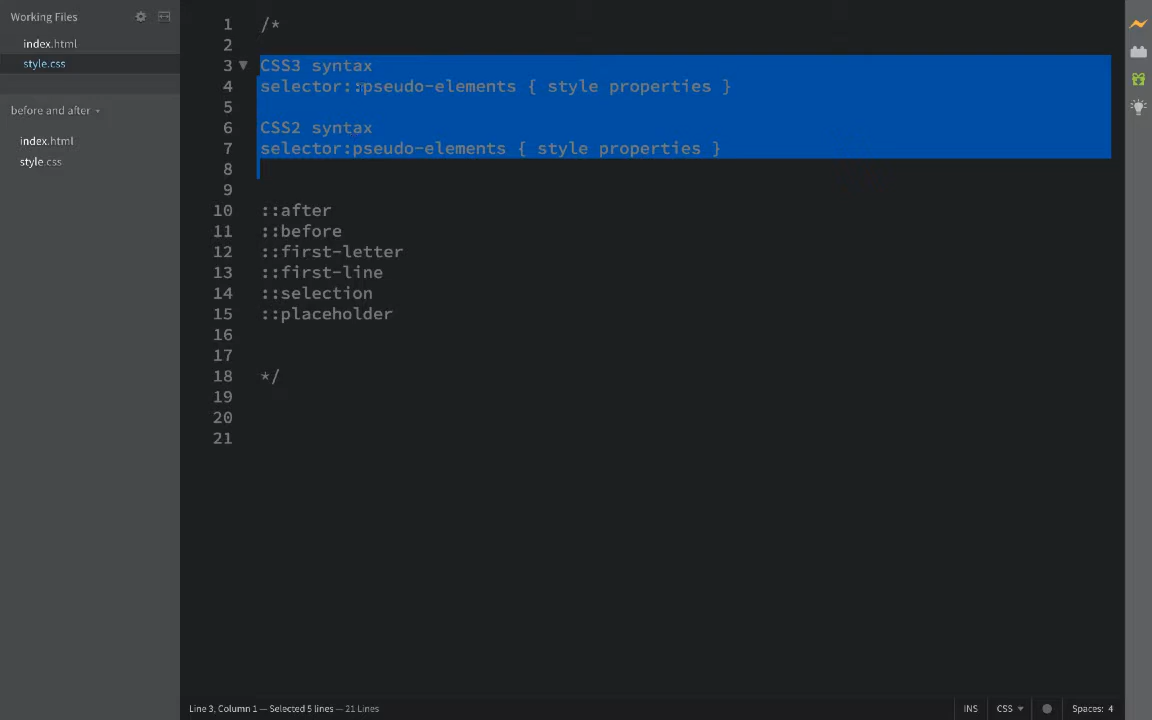 Working Files
index.html
style.css
before and after
index.html
style.css
1 /*
2
3 CSS3 syntax
4 selector::pseudo-elements { style properties }
5
6 CSS2 syntax
7 selector:pseudo-elements { style properties }
8
9
10 ::after
11 ::before
12 ::first-letter
13 ::first-line
14 ::selection
15 ::placeholder
16
17
18 */
19
20
21
Line 3, Column 1 — Selected 5 lines — 21 Lines INS CSS Spaces: 4